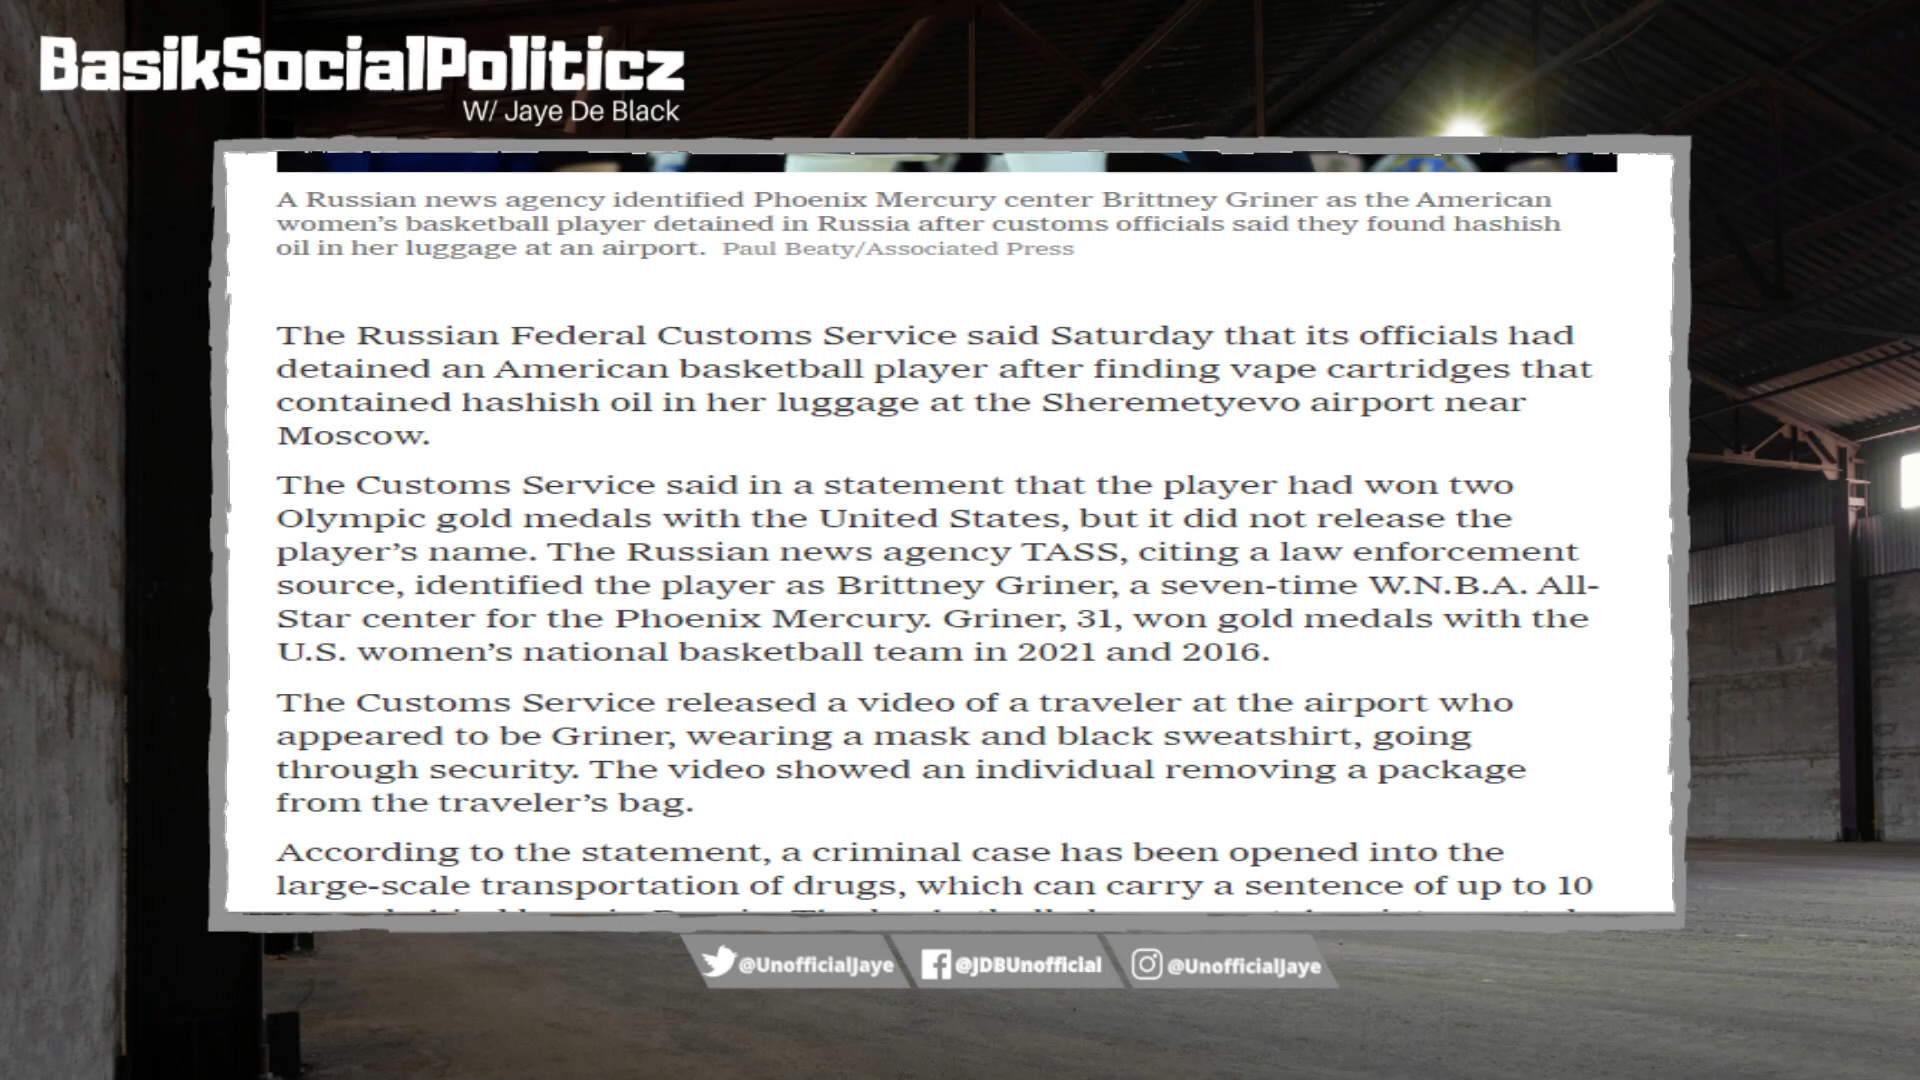 BasikSocialPoliticz
W/ Jaye De Black
A Russian news agency identified Phoenix Mercury center Brittney Griner as the American
women's basketball player detained in Russia after customs officials said they found hashish
oil in her luggage at an airport. Paul Beaty/Associated Press
The Russian Federal Customs Service said Saturday that its officials had
detained an American basketball player after finding vape cartridges that
contained hashish oil in her luggage at the Sheremetyevo airport near
Moscow.
The Customs Service said in a statement that the player had won two
Olympic gold medals with the United States, but it did not release the
player's name. The Russian news agency TASS, citing a law enforcement
source, identified the player as Brittney Griner, a seven-time W.N.B.A. All-
Star center for the Phoenix Mercury. Griner, 31, won gold medals with the
U.S. women's national basketball team in 2021 and 2016.
The Customs Service released a video of a traveler at the airport who
appeared to be Griner, wearing a mask and black sweatshirt, going
through security. The video showed an individual removing a package
from the traveler's bag.
According to the statement, a criminal case has been opened into the
large-scale transportation of drugs, which can carry a sentence of up to 10
@UnofficialJaye @JDBUnofficial @UnofficialJaye